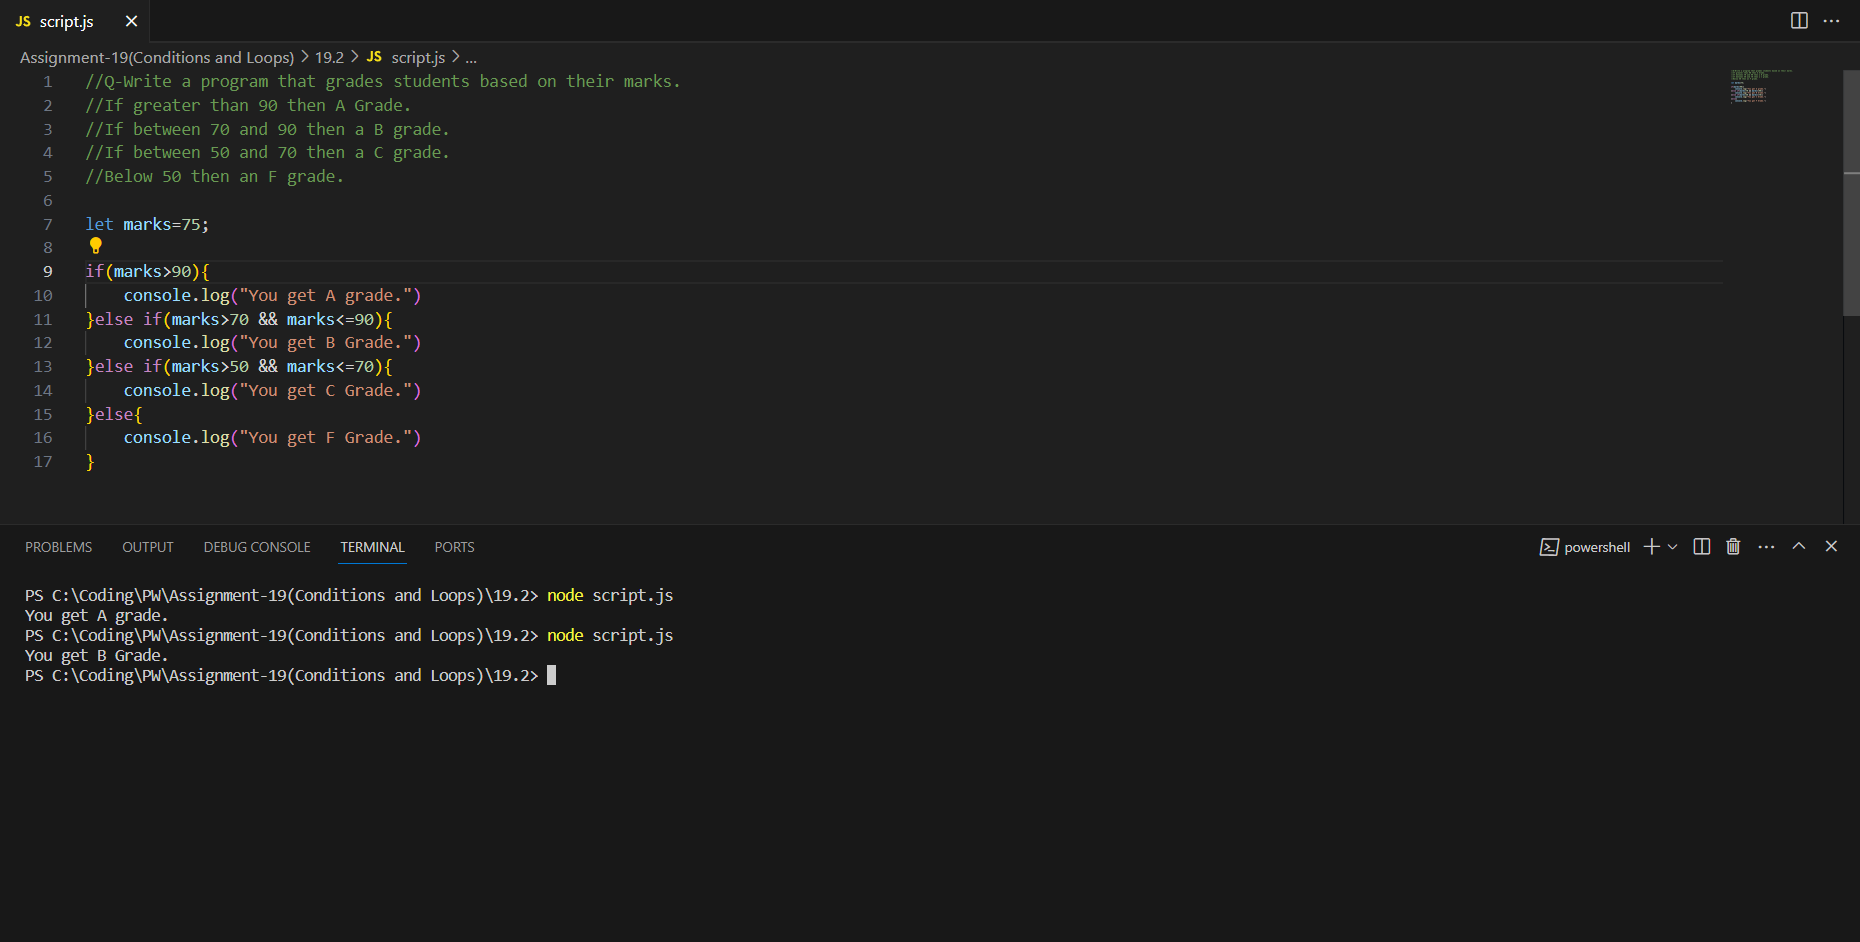 JS script.js
Assignment-19(Conditions and Loops) > 19.2 > JS script.js > ...
1 //Q-Write a program that grades students based on their marks.
2 //If greater than 90 then A Grade.
3 //If between 70 and 90 then a B grade.
4 //If between 50 and 70 then a C grade.
5 //Below 50 then an F grade.
6
7 let marks=75;
8
9 if(marks>90){
10     console.log("You get A grade.")
11 }else if(marks>70 && marks<=90){
12     console.log("You get B Grade.")
13 }else if(marks>50 && marks<=70){
14     console.log("You get C Grade.")
15 }else{
16     console.log("You get F Grade.")
17 }
PROBLEMS OUTPUT DEBUG CONSOLE TERMINAL PORTS powershell
PS C:\Coding\PW\Assignment-19(Conditions and Loops)\19.2> node script.js
You get A grade.
PS C:\Coding\PW\Assignment-19(Conditions and Loops)\19.2> node script.js
You get B Grade.
PS C:\Coding\PW\Assignment-19(Conditions and Loops)\19.2>